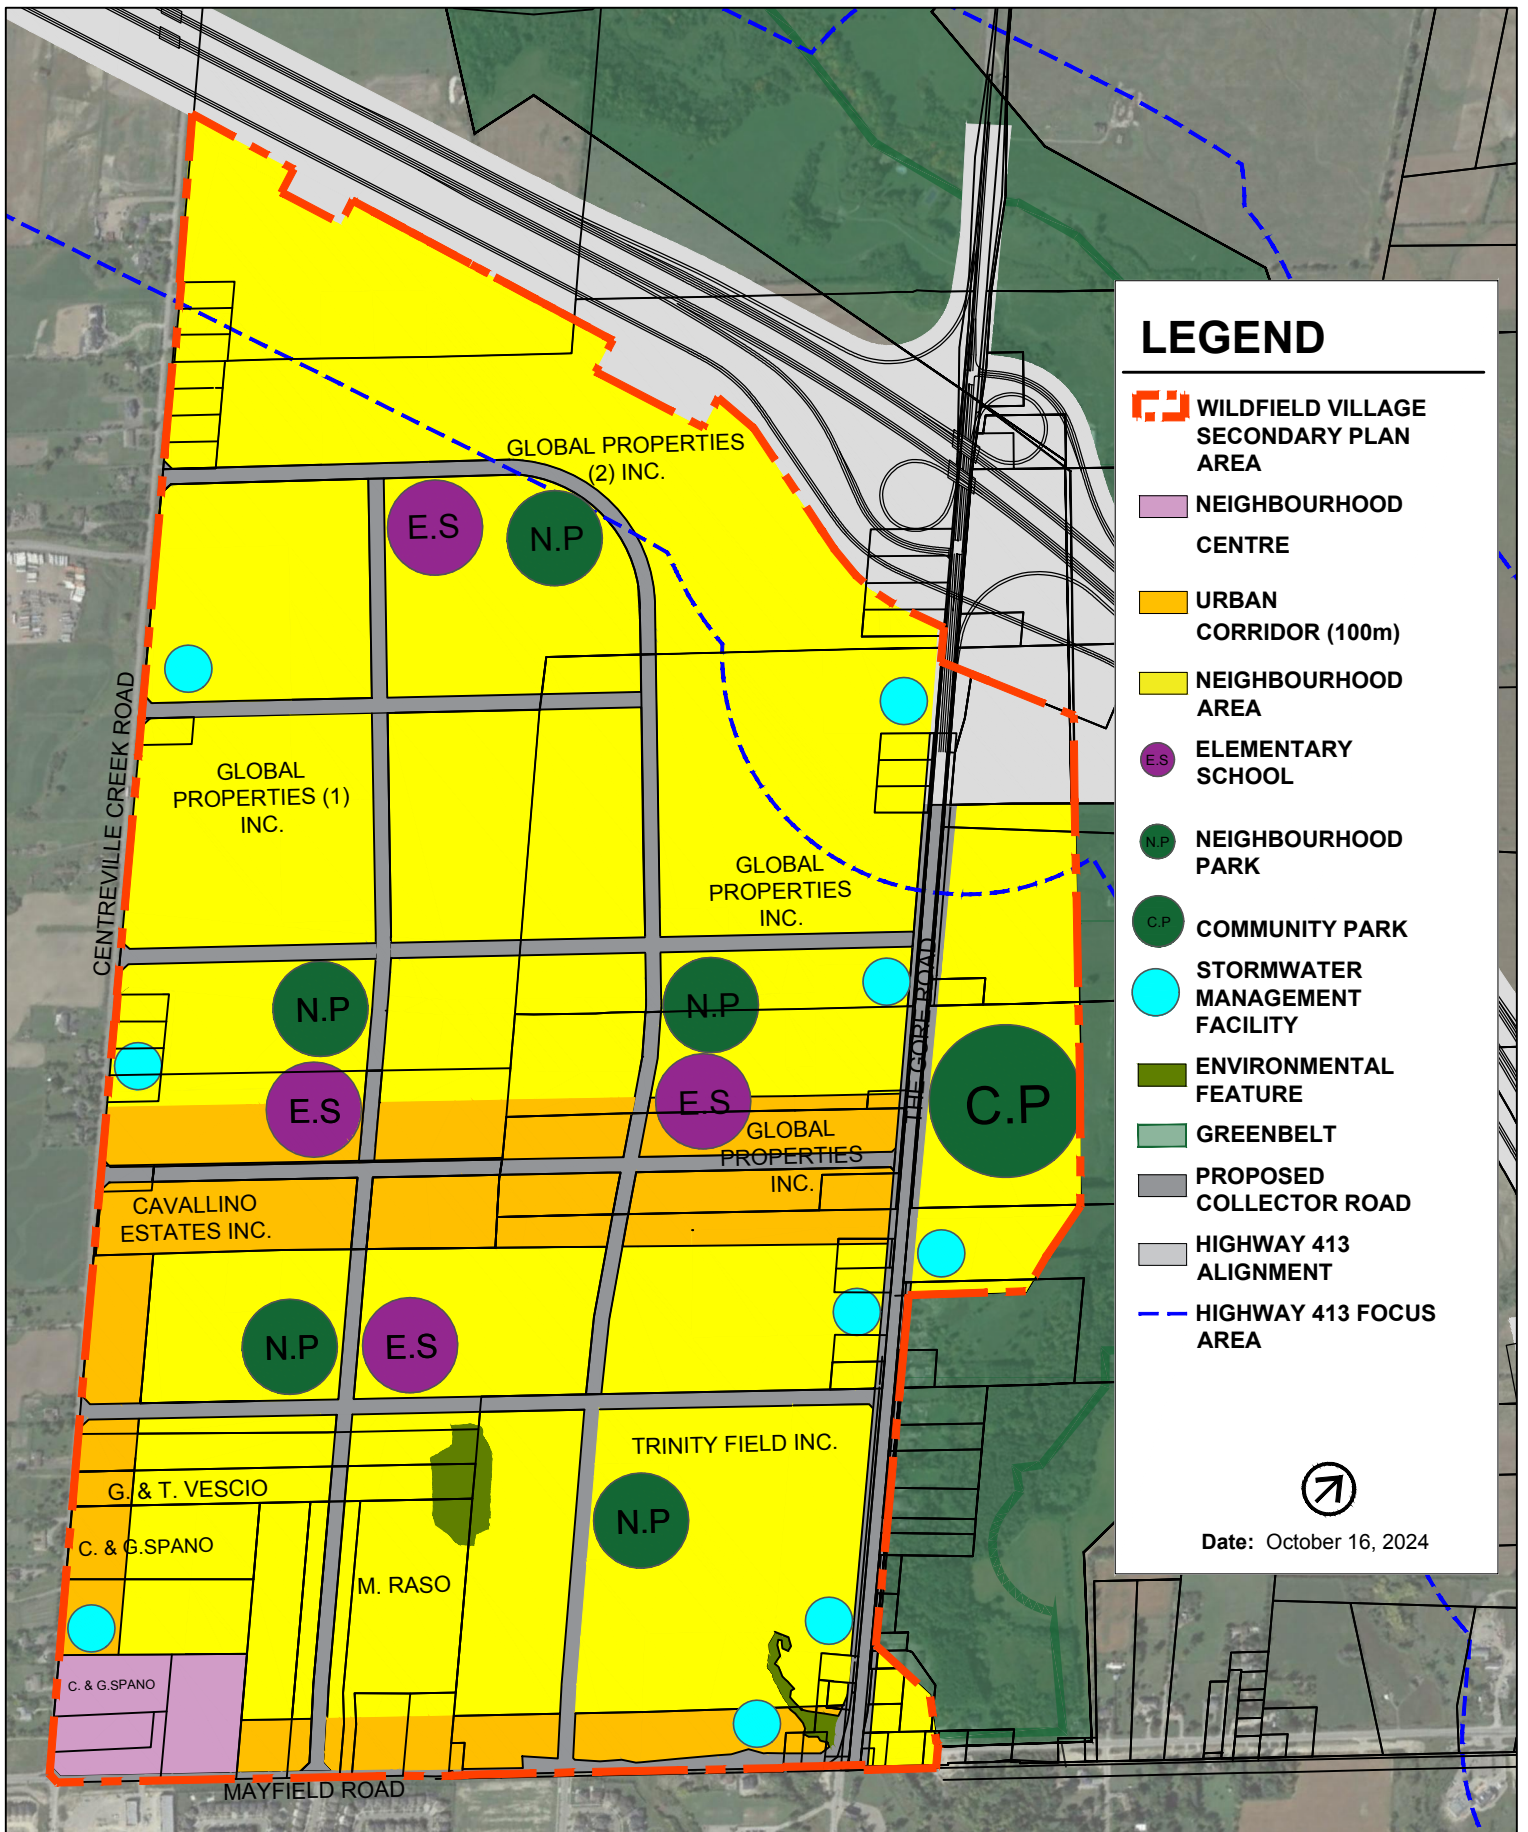 GLOBAL PROPERTIES
(2) INC.
E.S
N.P
CENTREVILLE CREEK ROAD
GLOBAL
PROPERTIES (1)
INC.
GLOBAL
PROPERTIES
INC.
THE GORE ROAD
N.P
N.P
E.S
E.S
C.P
GLOBAL
PROPERTIES
INC.
CAVALLINO
ESTATES INC.
N.P
E.S
TRINITY FIELD INC.
G. & T. VESCIO
N.P
C. & G.SPANO
M. RASO
C. & G.SPANO
MAYFIELD ROAD
LEGEND
WILDFIELD VILLAGE
SECONDARY PLAN
AREA
NEIGHBOURHOOD
CENTRE
URBAN
CORRIDOR (100m)
NEIGHBOURHOOD
AREA
E.S
ELEMENTARY
SCHOOL
N.P
NEIGHBOURHOOD
PARK
C.P
COMMUNITY PARK
STORMWATER
MANAGEMENT
FACILITY
ENVIRONMENTAL
FEATURE
GREENBELT
PROPOSED
COLLECTOR ROAD
HIGHWAY 413
ALIGNMENT
HIGHWAY 413 FOCUS
AREA
Date: October 16, 2024